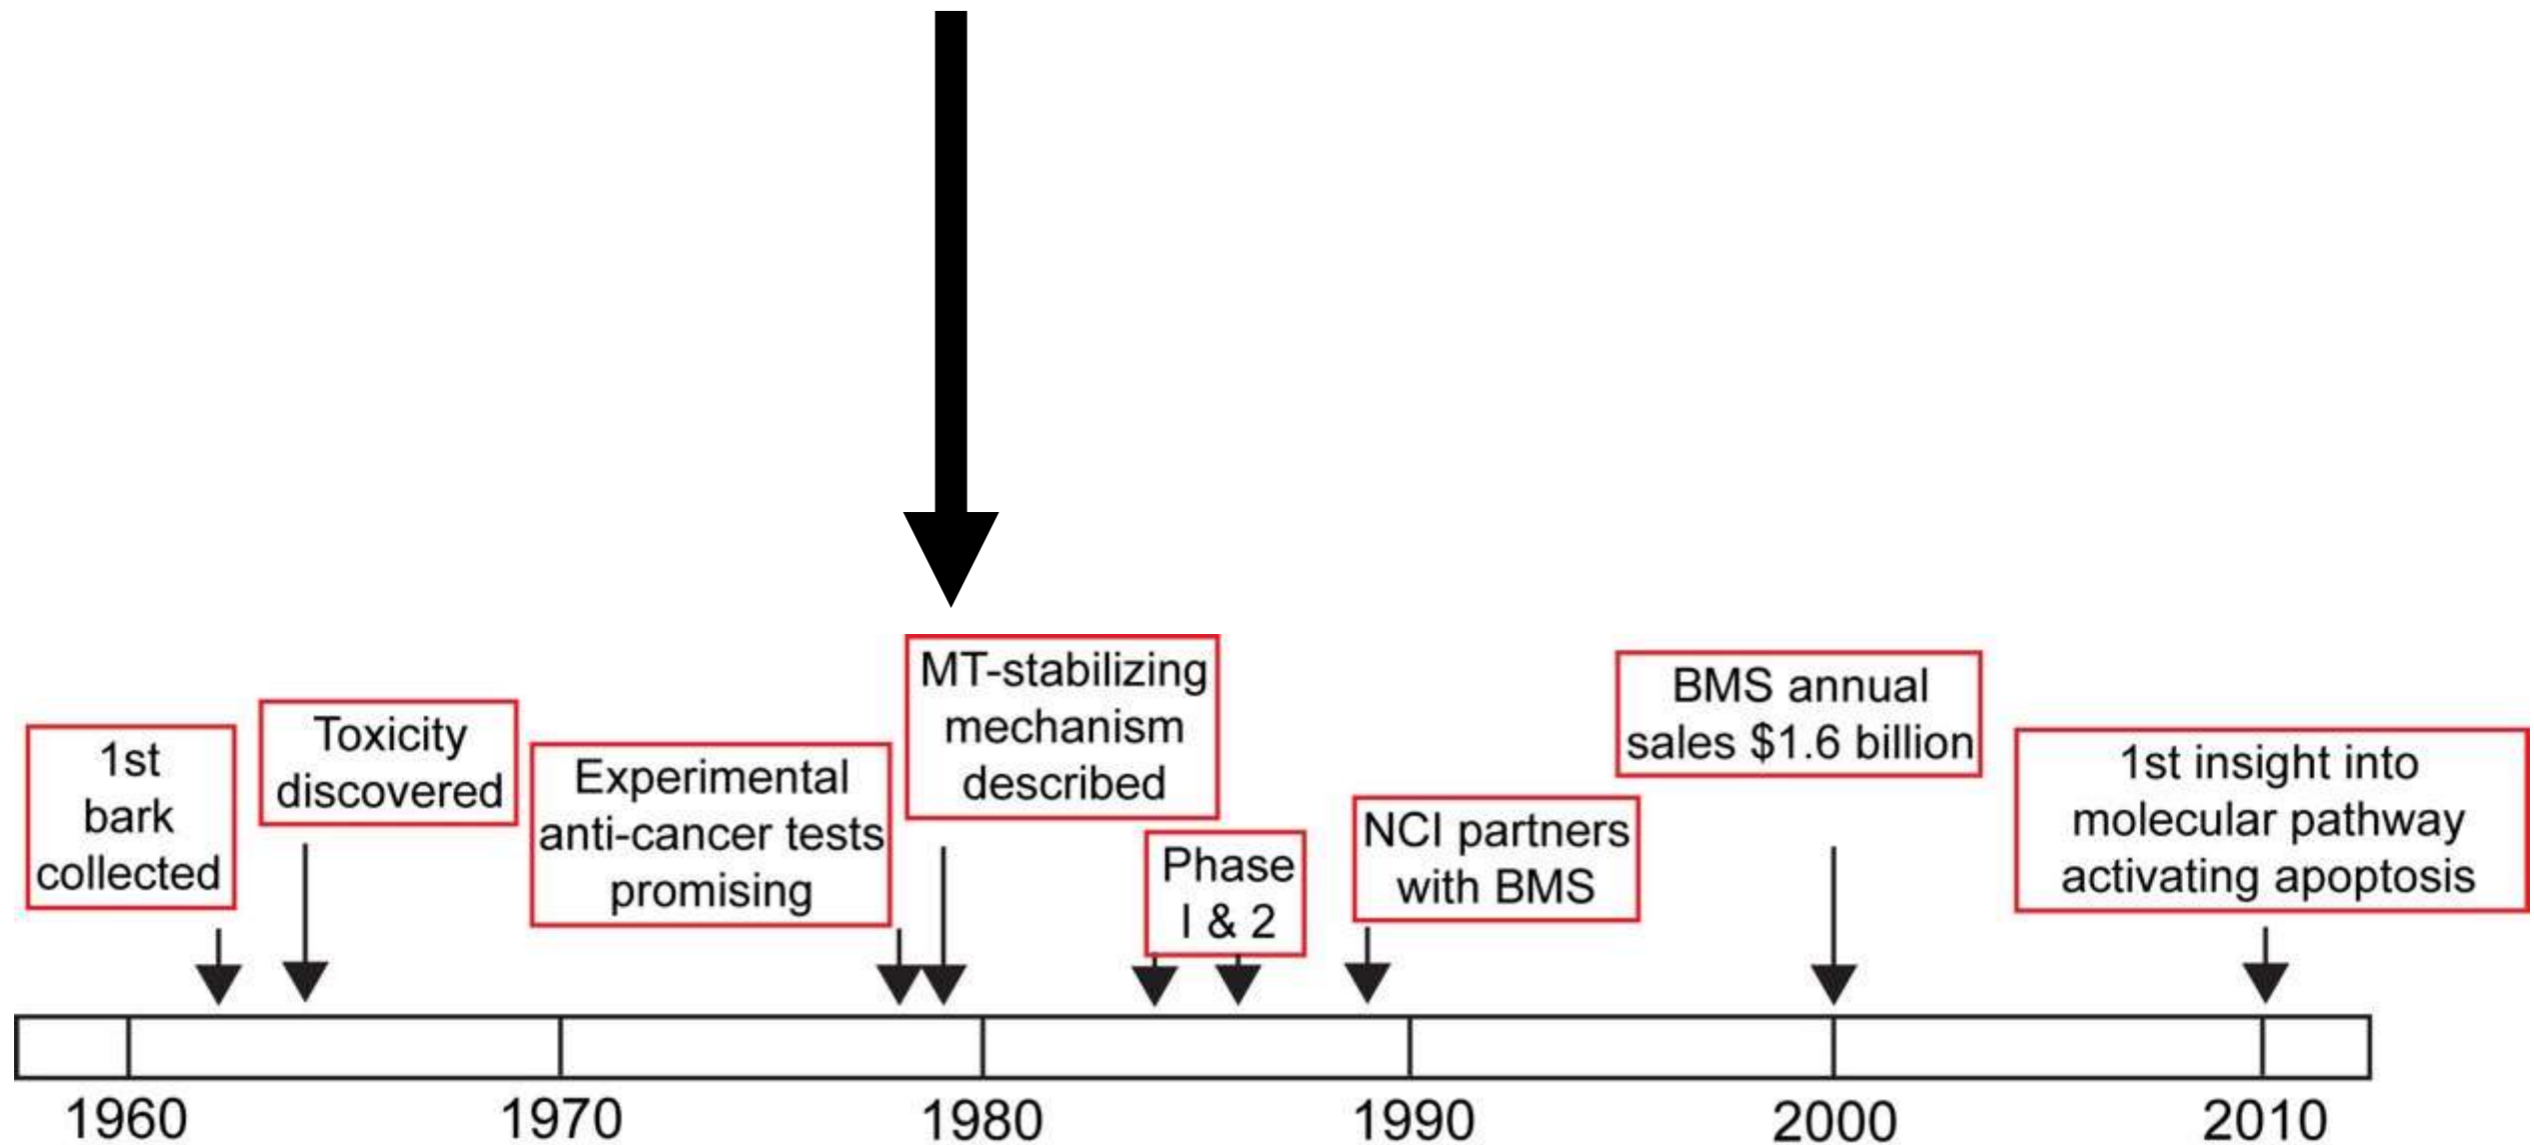 1st
bark
collected
Toxicity
discovered
Experimental
anti-cancer tests
promising
MT-stabilizing
mechanism
described
Phase
I & 2
NCI partners
with BMS
BMS annual
sales $1.6 billion
1st insight into
molecular pathway
activating apoptosis
1960
1970
1980
1990
2000
2010